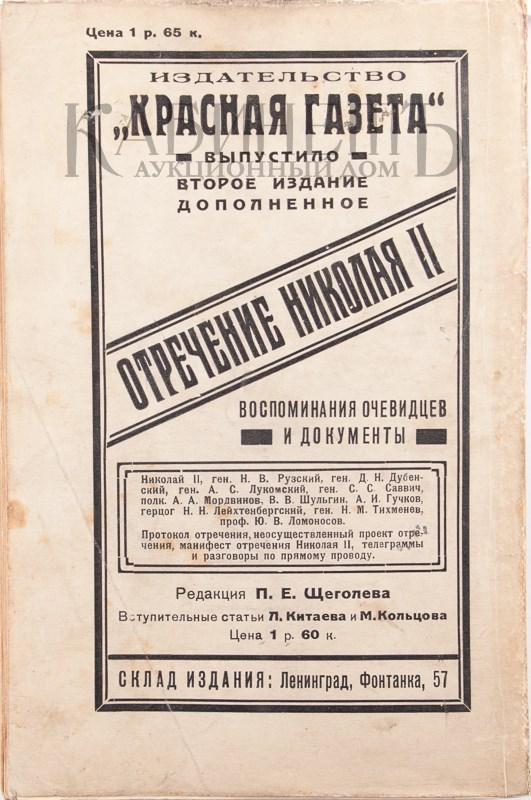 Цена 1 р. 65 к.
ИЗДАТЕЛЬСТВО
„КРАСНАЯ ГАЗЕТА“
КАБИНЕТЪ
АУКЦИОННЫЙ ДОМ
ВЫПУСТИЛО
ВТОРОЕ ИЗДАНИЕ
ДОПОЛНЕННОЕ
ОТРЕЧЕНИЕ НИКОЛАЯ II
ВОСПОМИНАНИЯ ОЧЕВИДЦЕВ
И ДОКУМЕНТЫ
Николай II, ген. Н. В. Рузский, ген. Д. Н. Дубен-
ский, ген. А. С. Лукомский, ген. С. С. Саввич,
полк. А. А. Мордвинов, В. В. Шульгин, А. И. Гучков,
герцог Н. Н. Лейхтенбергский, ген. Н. М. Тихменев,
проф. Ю. В. Ломоносов.
Протокол отречения, неосуществленный проект отре-
чения, манифест отречения Николая II, телеграммы
и разговоры по прямому проводу.
Редакция П. Е. Щеголева
Вступительные статьи Л. Китаева и М. Кольцова
Цена 1 р. 60 к.
СКЛАД ИЗДАНИЯ: Ленинград, Фонтанка, 57